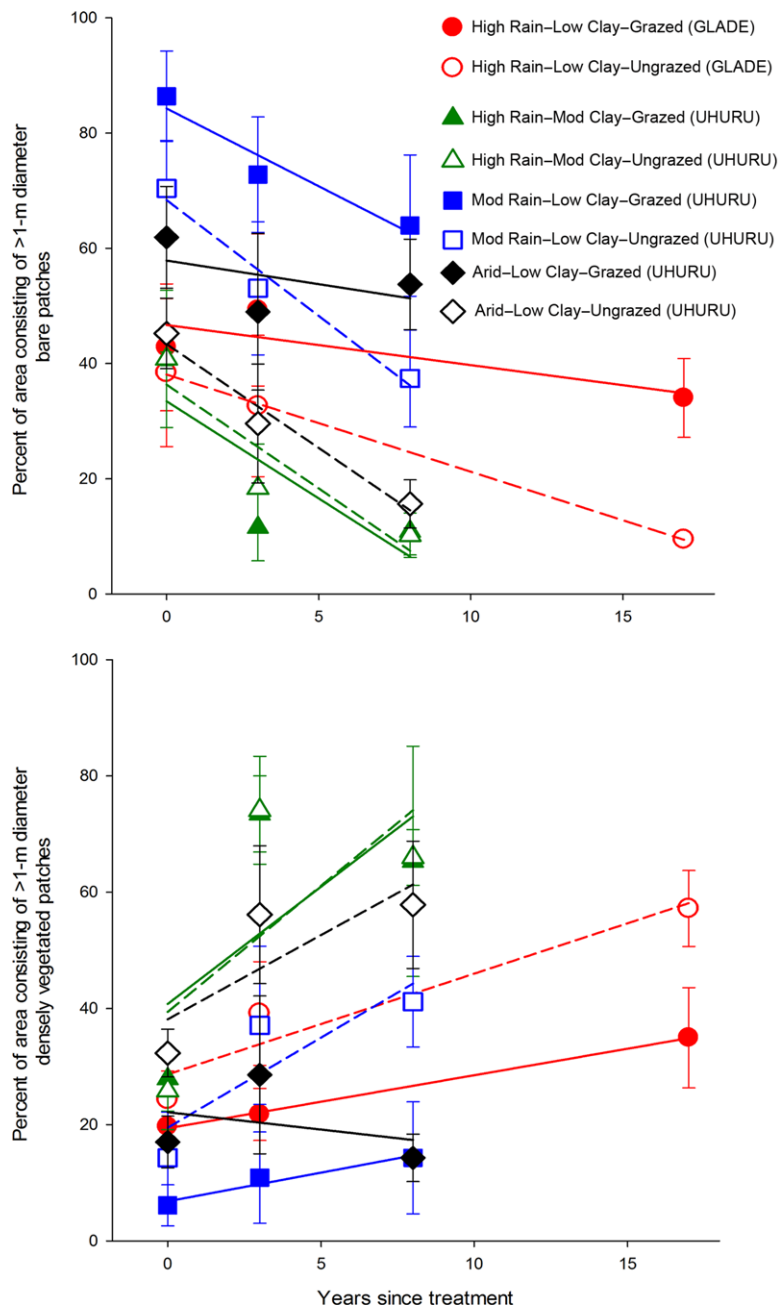 100
80
60
40
20
0
Percent of area consisting of >1-m diameter
bare patches
High Rain–Low Clay–Grazed (GLADE)
High Rain–Low Clay–Ungrazed (GLADE)
High Rain–Mod Clay–Grazed (UHURU)
High Rain–Mod Clay–Ungrazed (UHURU)
Mod Rain–Low Clay–Grazed (UHURU)
Mod Rain–Low Clay–Ungrazed (UHURU)
Arid–Low Clay–Grazed (UHURU)
Arid–Low Clay–Ungrazed (UHURU)
0 5 10 15
100
80
60
40
20
0
Percent of area consisting of >1-m diameter
densely vegetated patches
0 5 10 15
Years since treatment